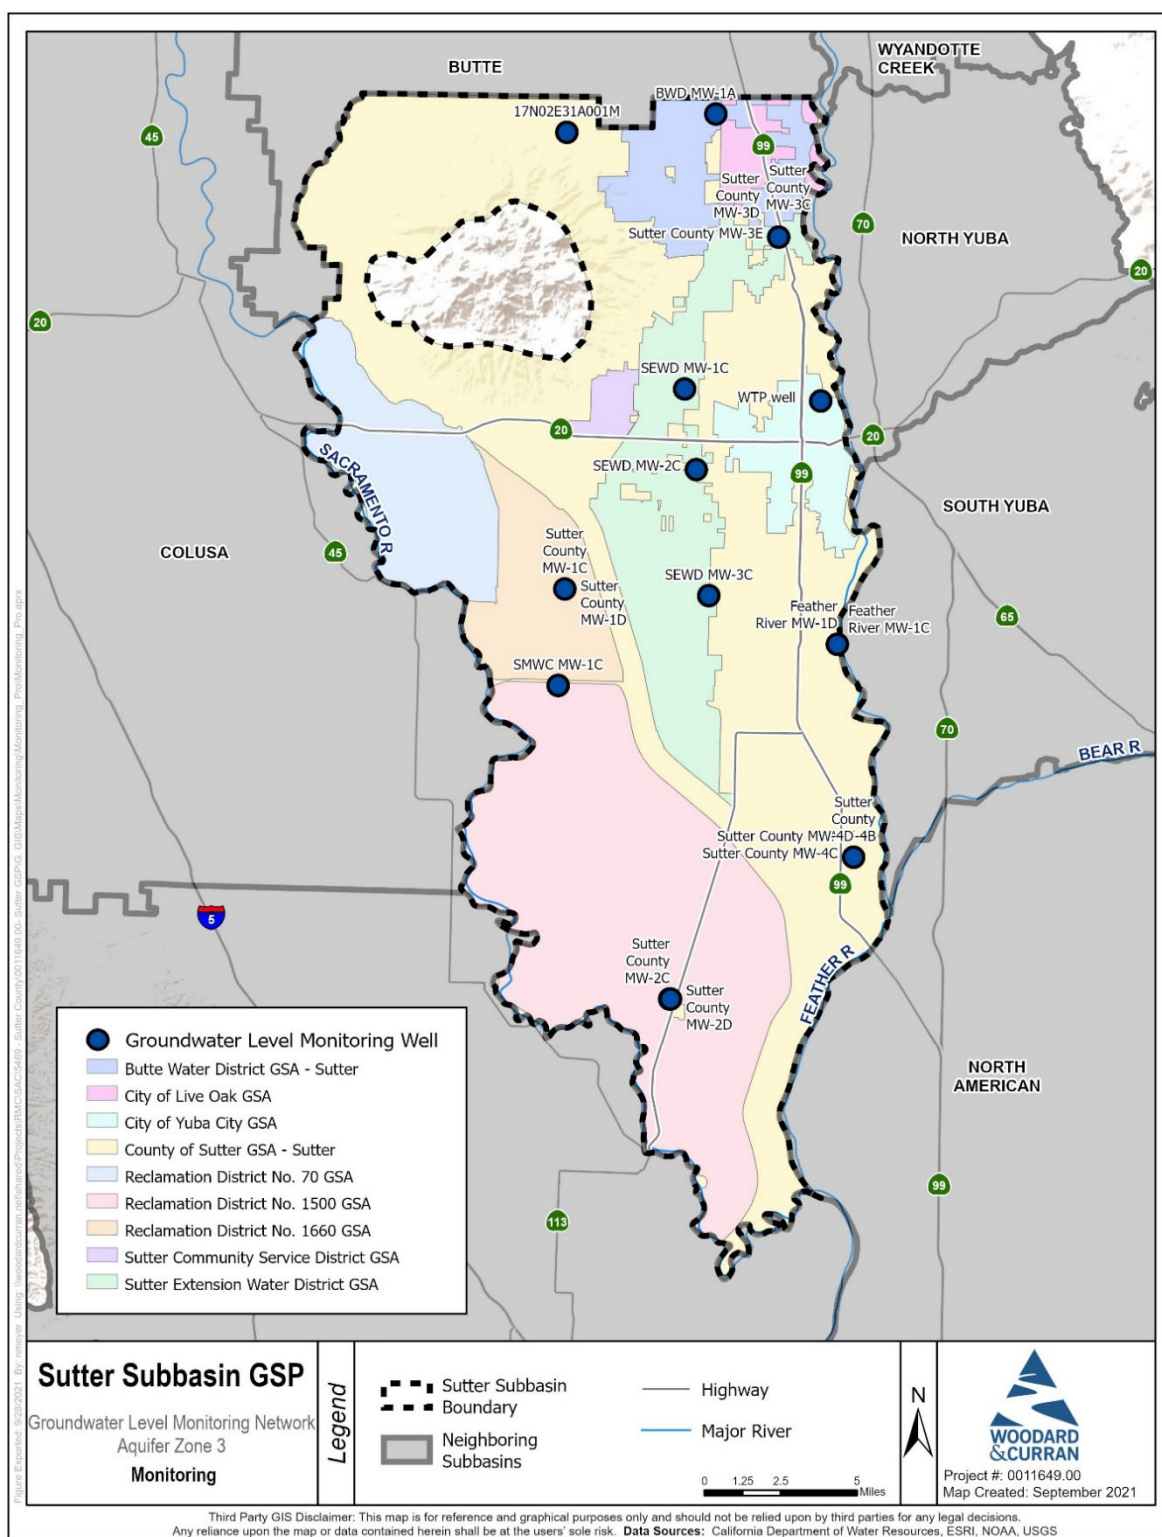 BUTTE
WYANDOTTE
CREEK
BWD MW-1A
17N02E31A001M
45
99
Sutter
County
MW-3D
Sutter
County
MW-3C
Sutter County MW-3E
70
NORTH YUBA
20
20
SEWD MW-1C
WTP well
20
20
SACRAMENTO R
SEWD MW-2C
99
SOUTH YUBA
COLUSA
45
Sutter
County
MW-1C
Sutter
County
MW-1D
SEWD MW-3C
Feather
River MW-1D
Feather
River MW-1C
65
SMWC MW-1C
70
BEAR R
Sutter
County
Sutter County MW-4D-4B
Sutter County MW-4C
99
5
Sutter
County
MW-2C
Sutter
County
MW-2D
FEATHER R
NORTH
AMERICAN
99
113
Groundwater Level Monitoring Well
Butte Water District GSA - Sutter
City of Live Oak GSA
City of Yuba City GSA
County of Sutter GSA - Sutter
Reclamation District No. 70 GSA
Reclamation District No. 1500 GSA
Reclamation District No. 1660 GSA
Sutter Community Service District GSA
Sutter Extension Water District GSA
Sutter Subbasin GSP
Groundwater Level Monitoring Network
Aquifer Zone 3
Monitoring
Legend
Sutter Subbasin
Boundary
Neighboring
Subbasins
Highway
Major River
0 1.25 2.5 5
Miles
N
WOODARD
&CURRAN
Project #: 0011649.00
Map Created: September 2021
Third Party GIS Disclaimer: This map is for reference and graphical purposes only and should not be relied upon by third parties for any legal decisions.
Any reliance upon the map or data contained herein shall be at the users' sole risk. Data Sources: California Department of Water Resources, ESRI, NOAA, USGS